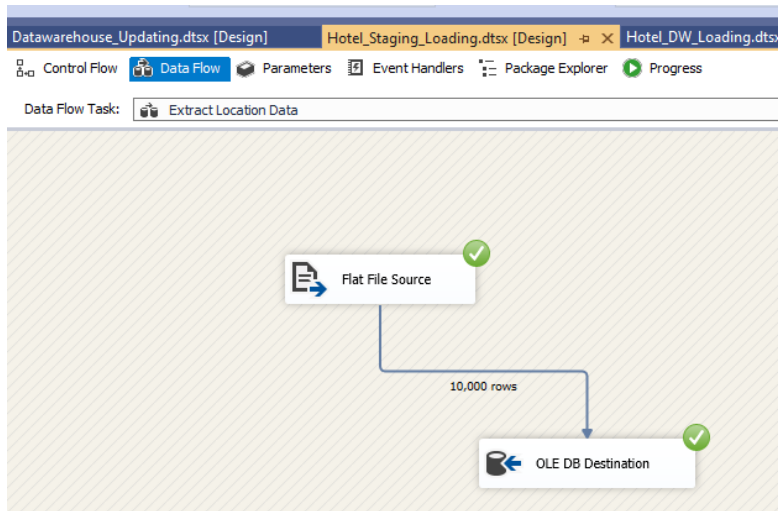 Datawarehouse_Updating.dtsx [Design] Hotel_Staging_Loading.dtsx [Design] Hotel_DW_Loading.dtsx
Control Flow Data Flow Parameters Event Handlers Package Explorer Progress
Data Flow Task: Extract Location Data
Flat File Source
10,000 rows
OLE DB Destination